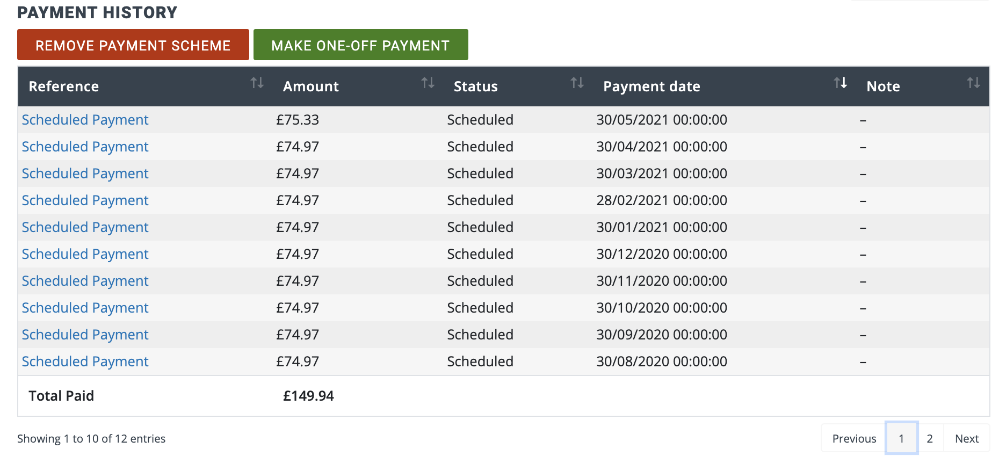 PAYMENT HISTORY
REMOVE PAYMENT SCHEME MAKE ONE-OFF PAYMENT
Reference Amount Status Payment date Note
Scheduled Payment £75.33 Scheduled 30/05/2021 00:00:00 –
Scheduled Payment £74.97 Scheduled 30/04/2021 00:00:00 –
Scheduled Payment £74.97 Scheduled 30/03/2021 00:00:00 –
Scheduled Payment £74.97 Scheduled 28/02/2021 00:00:00 –
Scheduled Payment £74.97 Scheduled 30/01/2021 00:00:00 –
Scheduled Payment £74.97 Scheduled 30/12/2020 00:00:00 –
Scheduled Payment £74.97 Scheduled 30/11/2020 00:00:00 –
Scheduled Payment £74.97 Scheduled 30/10/2020 00:00:00 –
Scheduled Payment £74.97 Scheduled 30/09/2020 00:00:00 –
Scheduled Payment £74.97 Scheduled 30/08/2020 00:00:00 –
Total Paid £149.94
Showing 1 to 10 of 12 entries Previous 1 2 Next